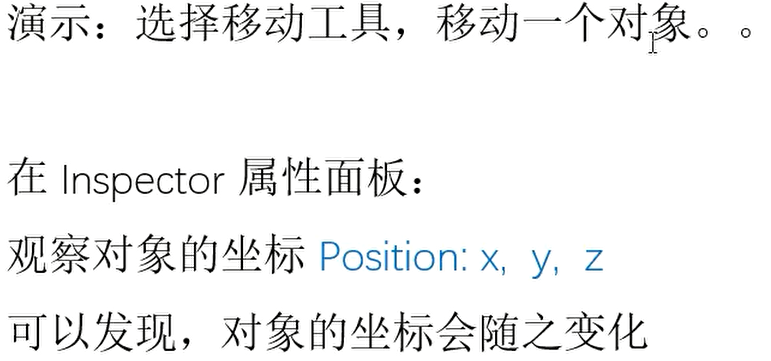 演示：选择移动工具，移动一个对象。。
在 Inspector 属性面板：
观察对象的坐标 Position: x, y, z
可以发现，对象的坐标会随之变化